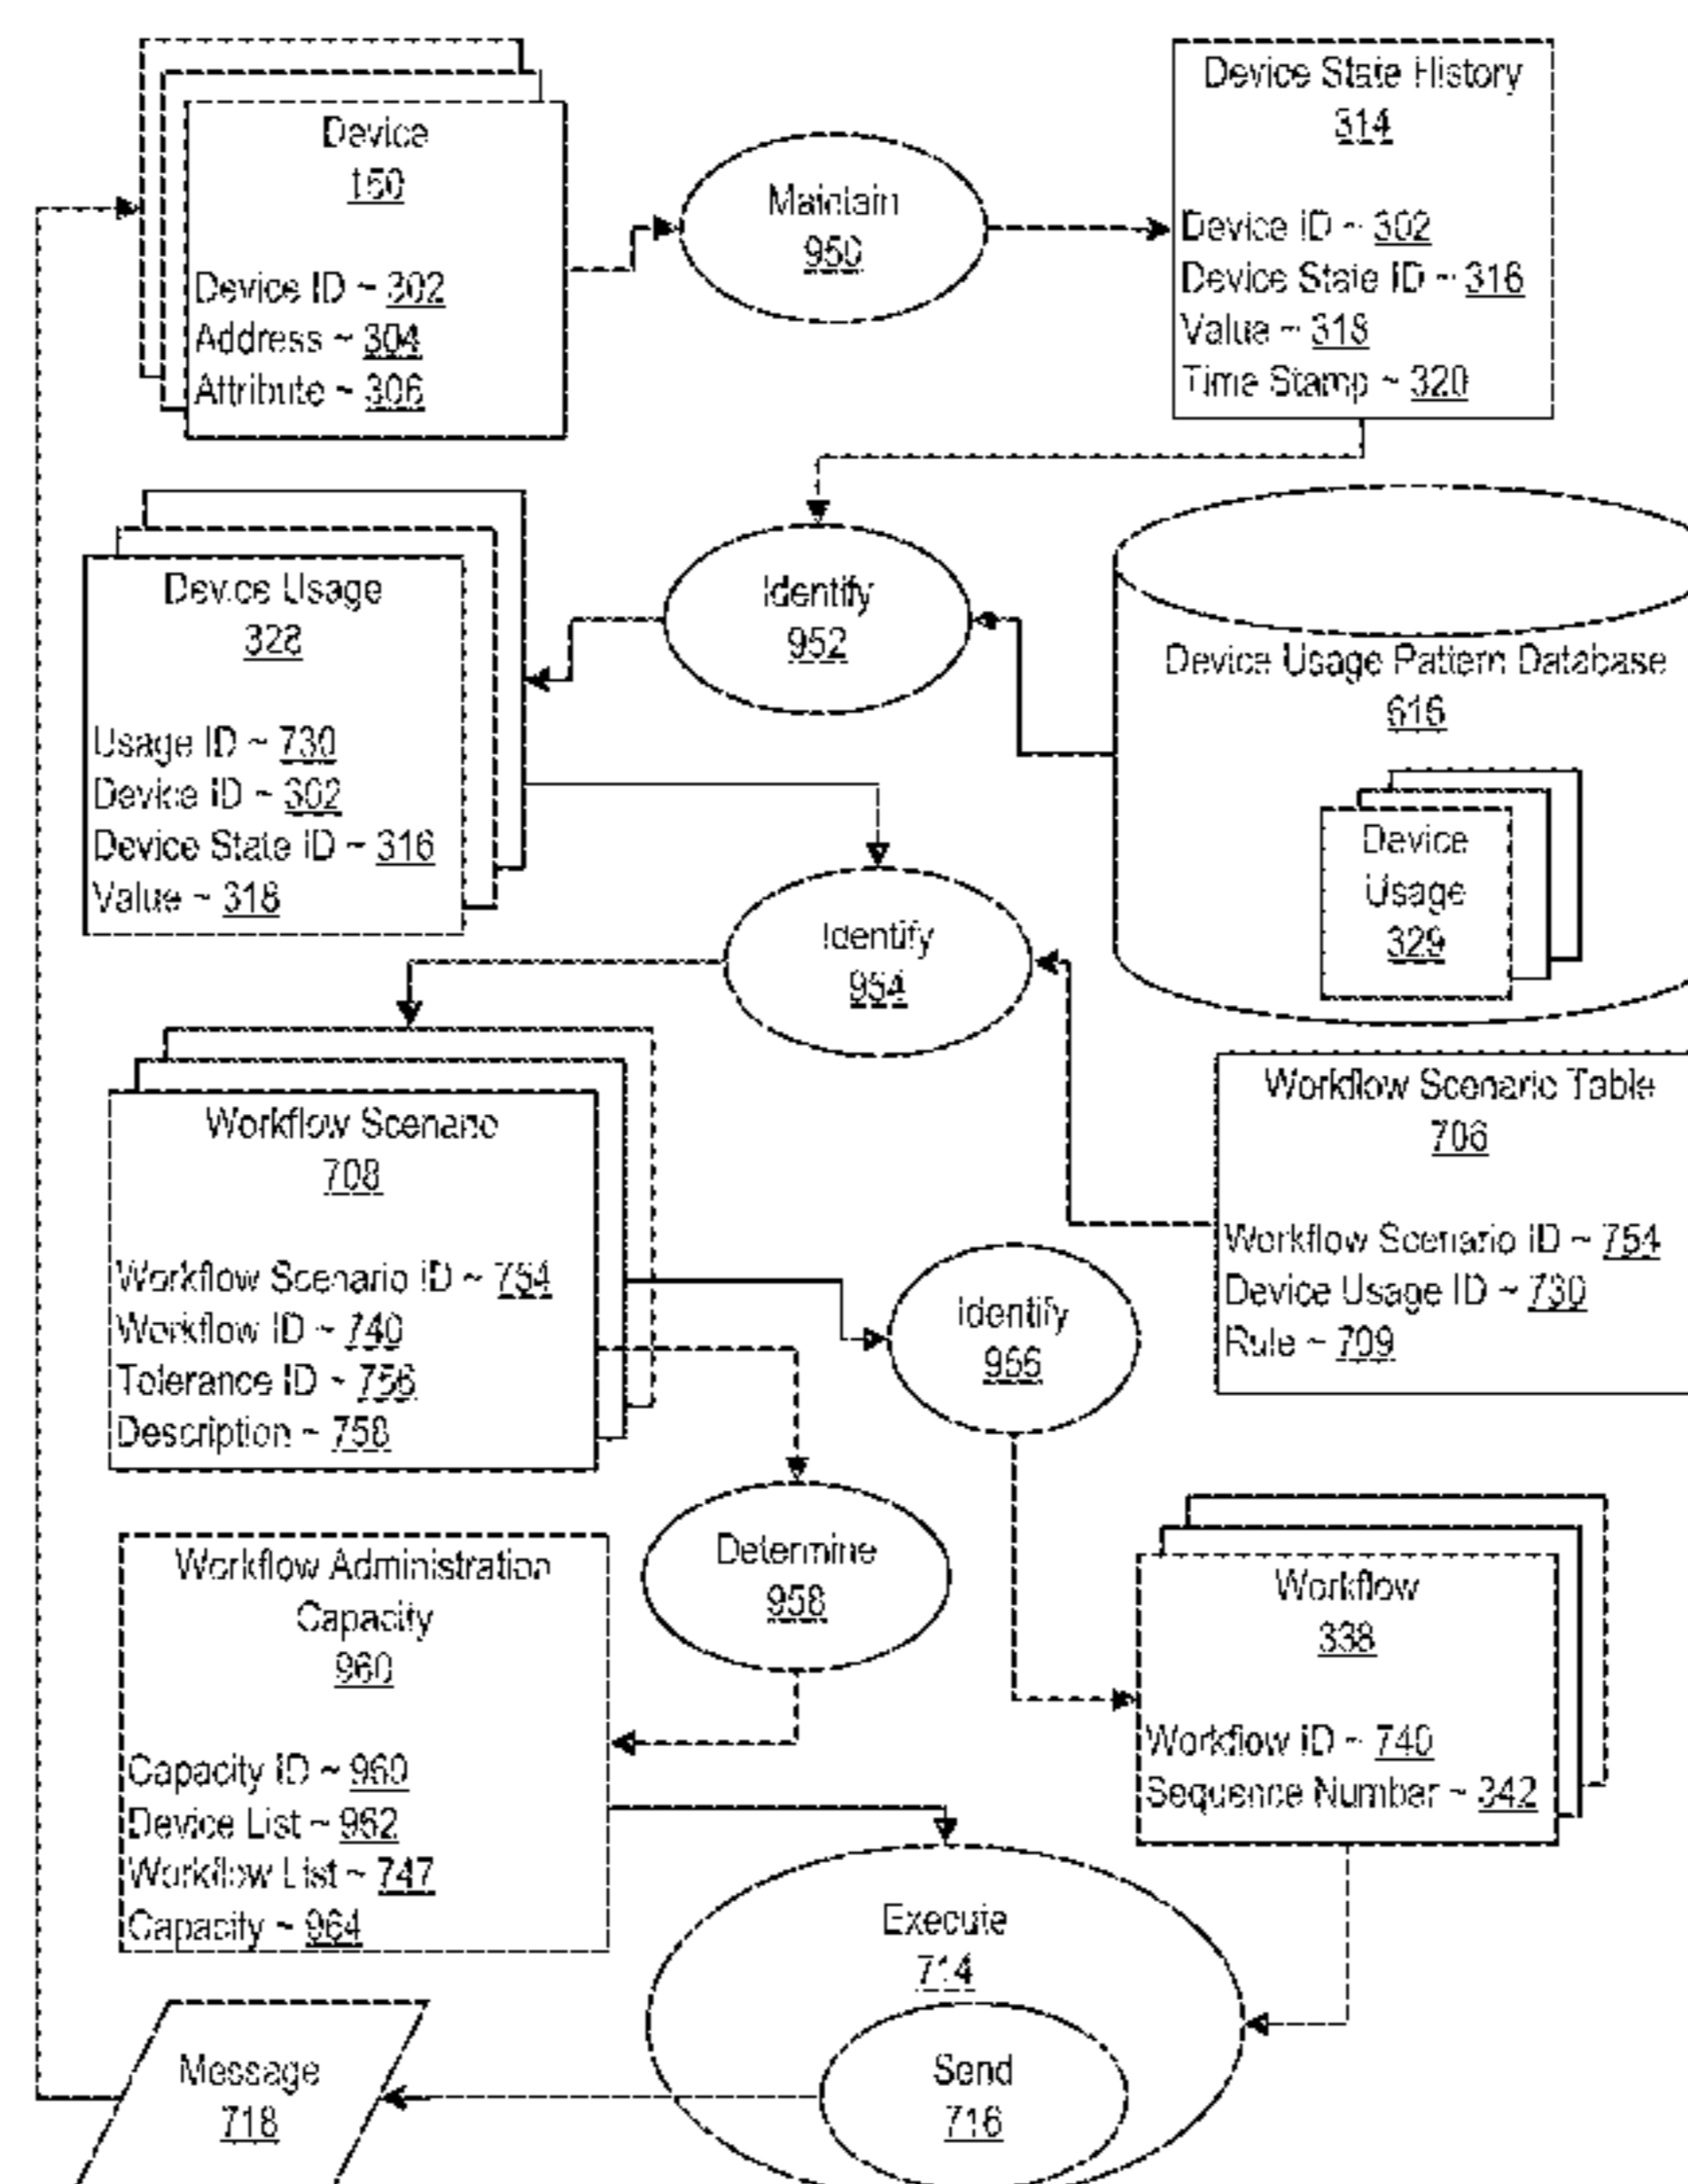 Device
150
Device ID ~ 302
Address ~ 304
Attribute ~ 306
Maintain
950
Device State History
314
Device ID ~ 302
Device State ID ~ 316
Value ~ 318
Time Stamp ~ 320
Device Usage
328
Usage ID ~ 730
Device ID ~ 302
Device State ID ~ 316
Value ~ 318
Identify
952
Device Usage Pattern Database
616
Device
Usage
329
Identify
954
Workflow Scenario
708
Workflow Scenario ID ~ 754
Workflow ID ~ 740
Tolerance ID ~ 756
Description ~ 758
Workflow Scenario Table
706
Workflow Scenario ID ~ 754
Device Usage ID ~ 730
Rule ~ 709
Identify
966
Determine
958
Workflow Administration
Capacity
960
Capacity ID ~ 960
Device List ~ 962
Workflow List ~ 747
Capacity ~ 964
Workflow
338
Workflow ID ~ 740
Sequence Number ~ 342
Execute
714
Send
716
Message
718